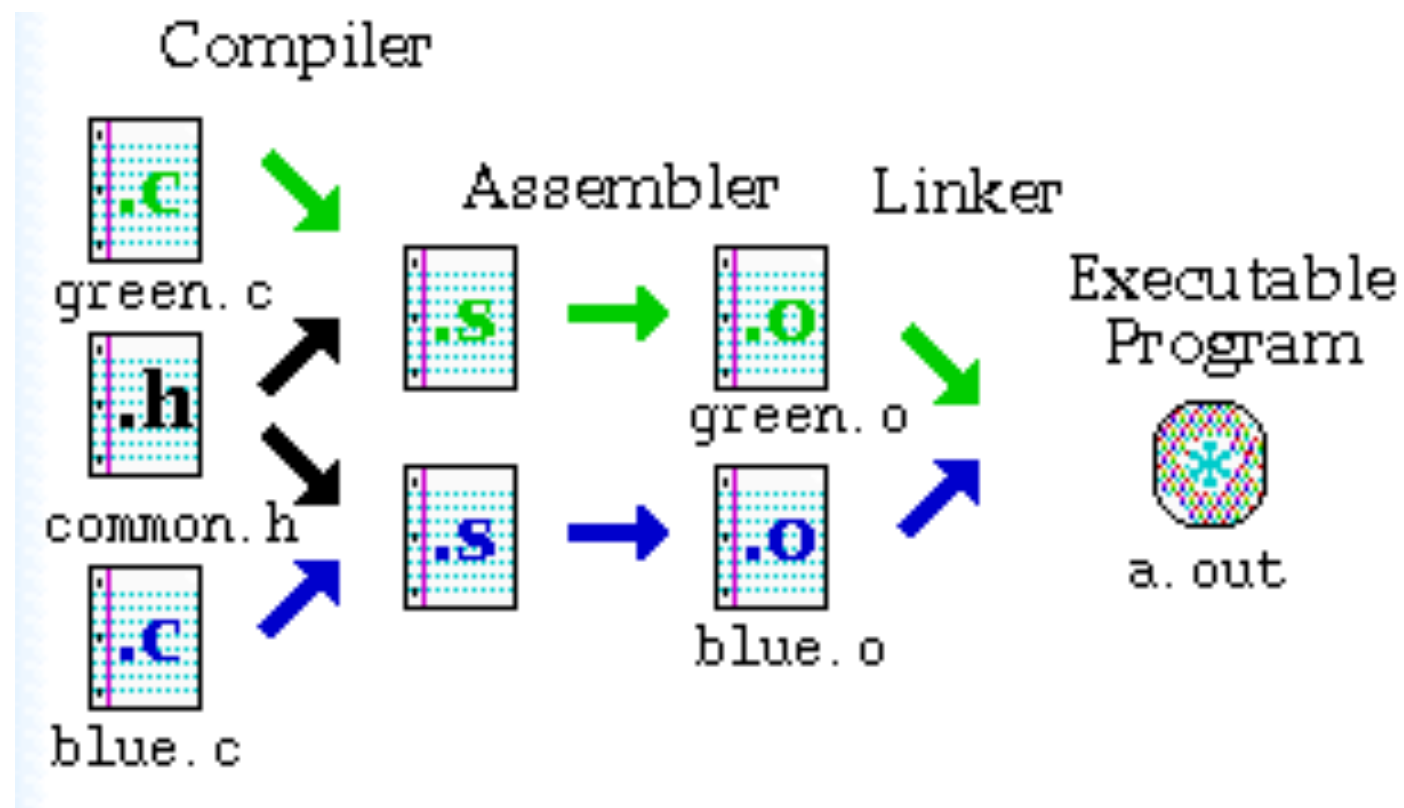 Compiler
.c
green.c
.h
common.h
.c
blue.c
Assembler
.s
.s
Linker
.o
green.o
.o
blue.o
Executable
Program
a.out